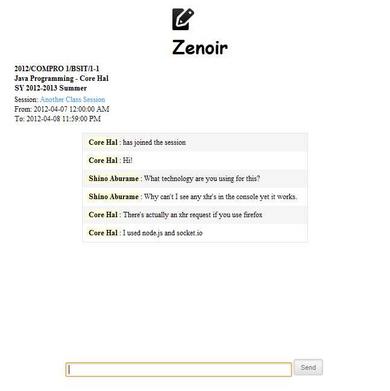 Zenoir
2012/COMPRO 1/BSIT/1-1
Java Programming - Core Hal
SY 2012-2013 Summer
Session: Another Class Session
From: 2012-04-07 12:00:00 AM
To: 2012-04-08 11:59:00 PM
Core Hal : has joined the session
Core Hal : Hi!
Shino Aburame : What technology are you using for this?
Shino Aburame : Why can't I see any xhr's in the console yet it works.
Core Hal : There's actually an xhr request if you use firefox
Core Hal : I used node.js and socket.io
Send